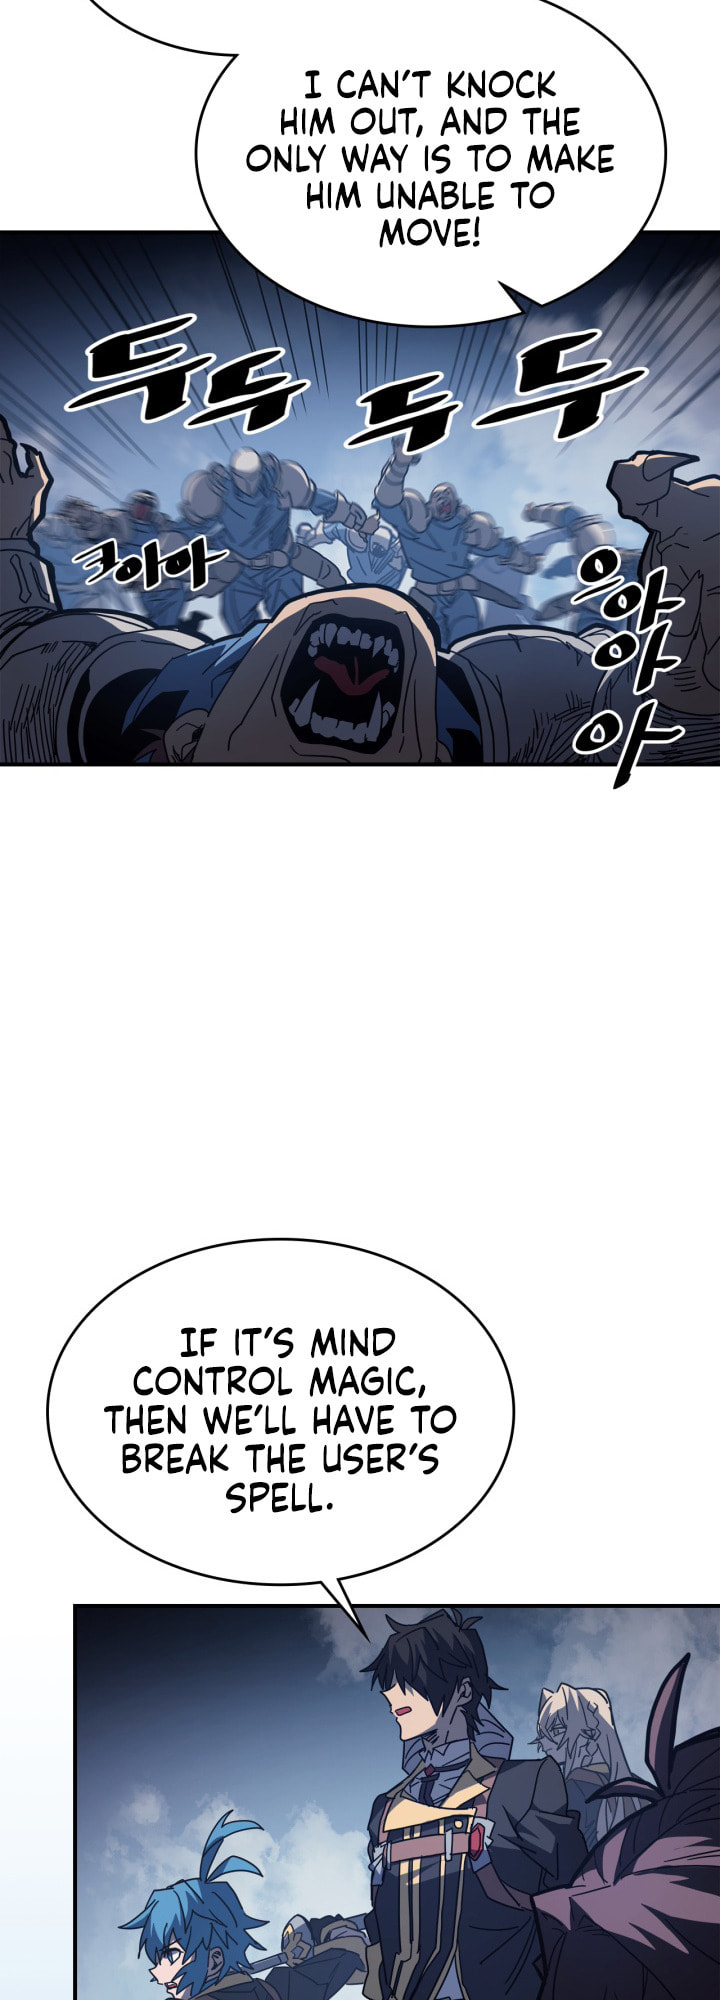 I CAN'T KNOCK
HIM OUT, AND THE
ONLY WAY IS TO MAKE
HIM UNABLE TO
MOVE!
두두 두 두
크아아
으아
아
아
IF IT'S MIND
CONTROL MAGIC,
THEN WE'LL HAVE TO
BREAK THE USER'S
SPELL.